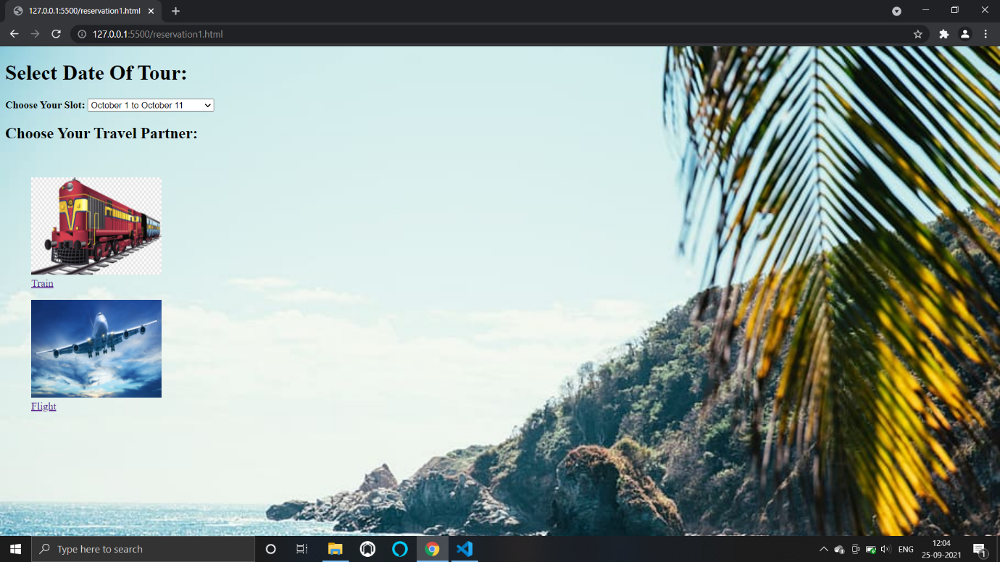 127.0.0.1:5500/reservation1.html
127.0.0.1:5500/reservation1.html
Select Date Of Tour:
Choose Your Slot: October 1 to October 11
Choose Your Travel Partner:
Train
Flight
Type here to search
ENG
12:04
25-09-2021
1